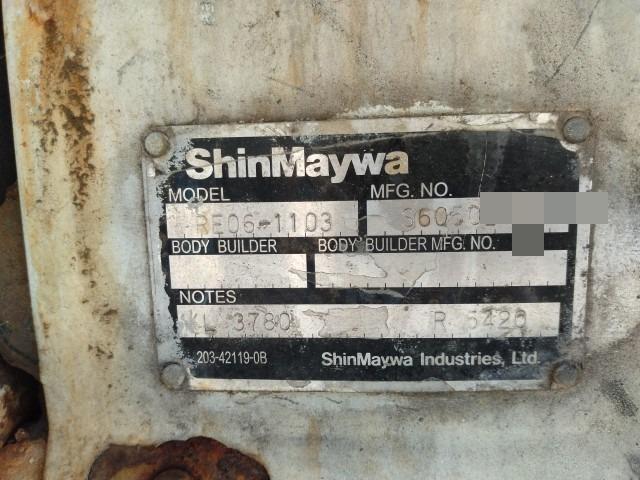 ShinMaywa
MODEL MFG. NO.
RE06-1103
BODY BUILDER BODY BUILDER MFG. NO.
NOTES
KL 3780 R 5420
203-42119-0B ShinMaywa Industries, Ltd.